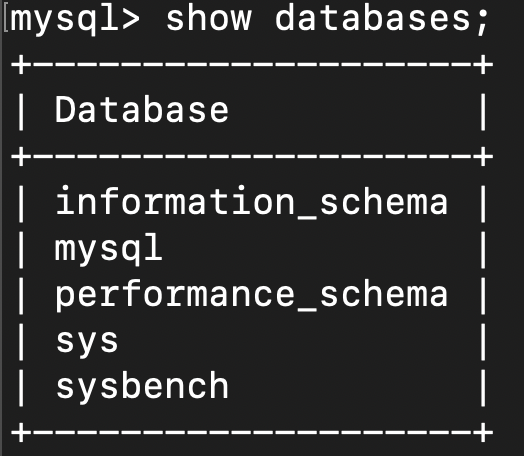 [mysql> show databases;
+--------------------+
| Database           |
+--------------------+
| information_schema |
| mysql              |
| performance_schema |
| sys                |
| sysbench           |
+--------------------+